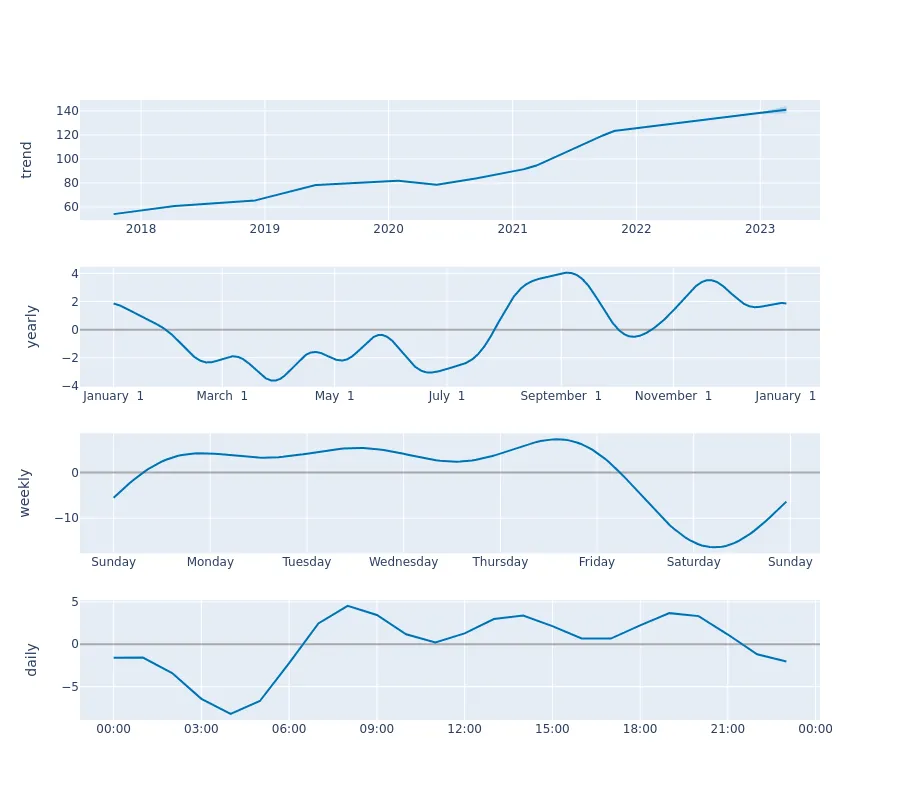 trend
140
120
100
80
60
2018 2019 2020 2021 2022 2023
yearly
4
2
0
−2
−4
January 1 March 1 May 1 July 1 September 1 November 1 January 1
weekly
0
−10
Sunday Monday Tuesday Wednesday Thursday Friday Saturday Sunday
daily
5
0
−5
00:00 03:00 06:00 09:00 12:00 15:00 18:00 21:00 00:00